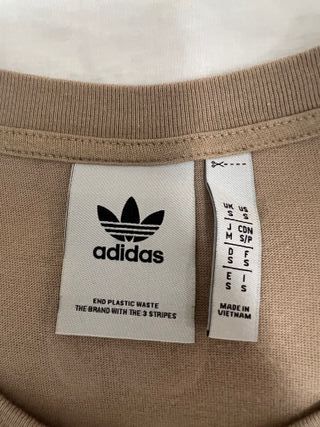 adidas
END PLASTIC WASTE
THE BRAND WITH THE 3 STRIPES
UK US
S S
J CDN
M S/P
D F
S S
E I
S S
MADE IN
VIETNAM